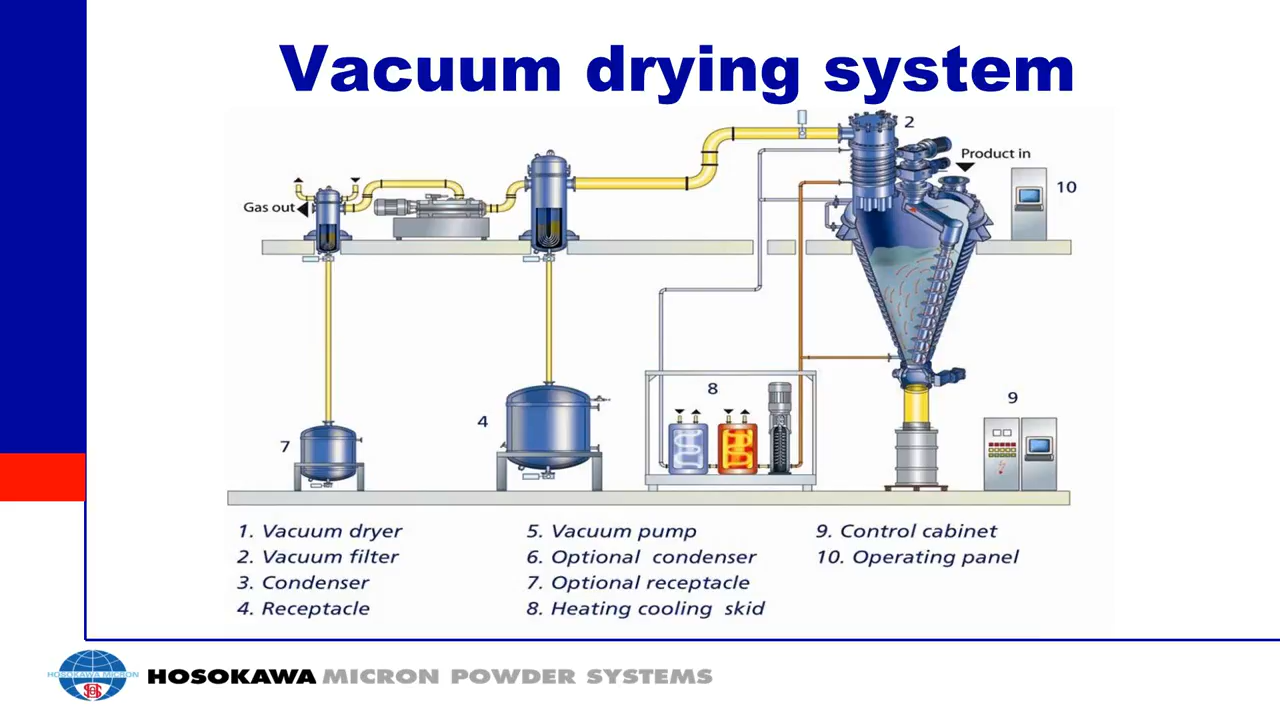 Vacuum drying system
2
Product in
10
Gas out
8
9
4
7
1. Vacuum dryer
2. Vacuum filter
3. Condenser
4. Receptacle
5. Vacuum pump
6. Optional condenser
7. Optional receptacle
8. Heating cooling skid
9. Control cabinet
10. Operating panel
HOSOKAWA MICRON
HOSOKAWA MICRON POWDER SYSTEMS